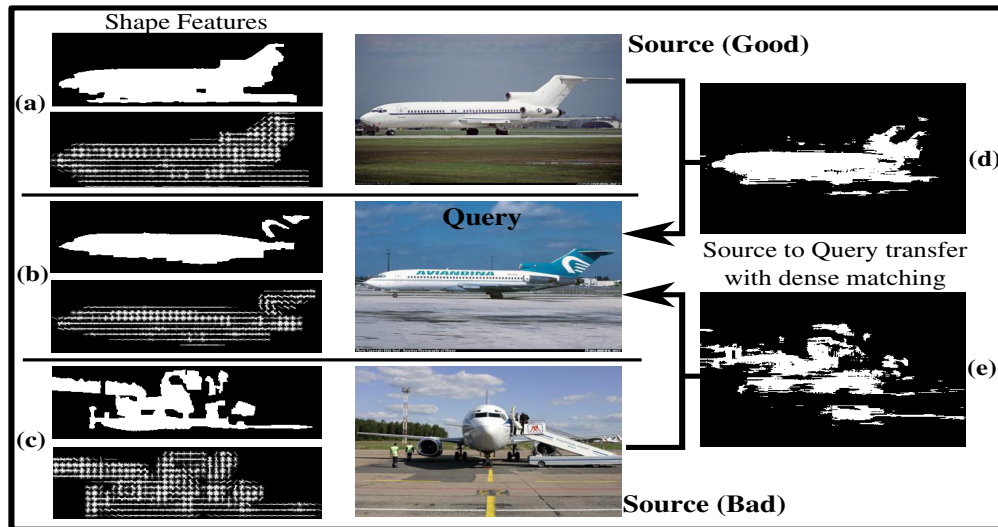 Shape Features
Source (Good)
(a)
(d)
Query
AVIANDINA
Source to Query transfer
with dense matching
(b)
(e)
(c)
Source (Bad)